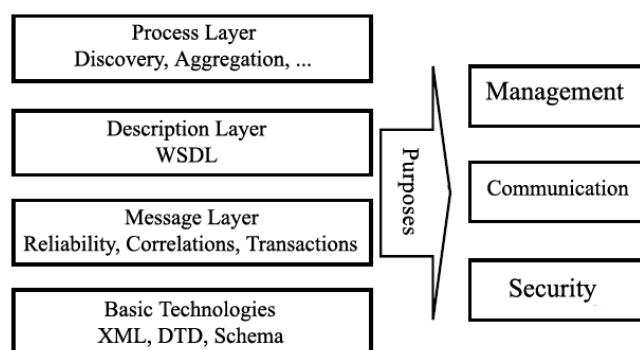 Process Layer
Discovery, Aggregation, ...
Description Layer
WSDL
Message Layer
Reliability, Correlations, Transactions
Basic Technologies
XML, DTD, Schema
Purposes
Management
Communication
Security